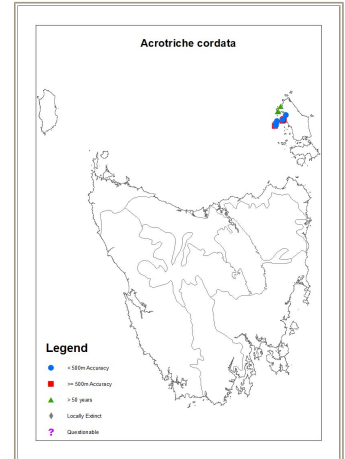 Acrotriche cordata
Legend
< 500m Accuracy
>= 500m Accuracy
> 50 years
Locally Extinct
? Questionable